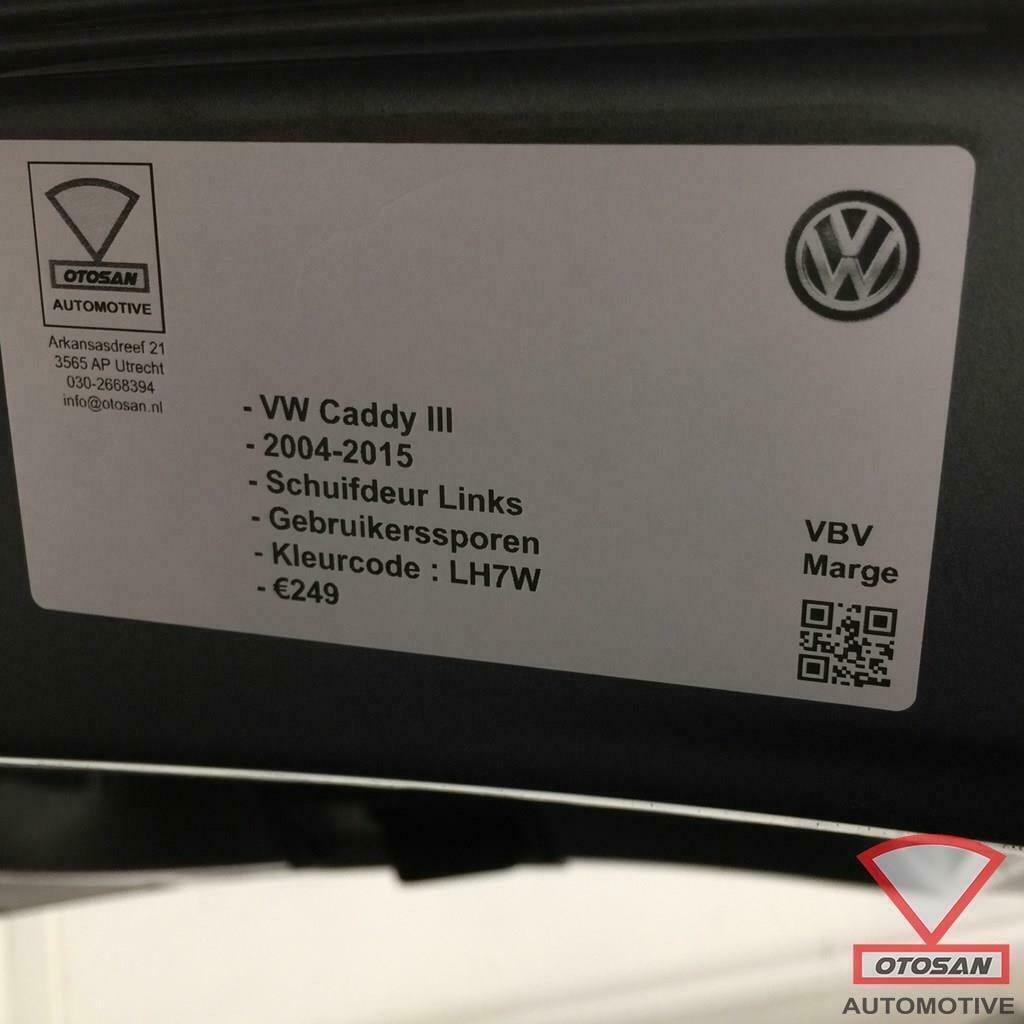 OTOSAN
AUTOMOTIVE
Arkansasdreef 21
3565 AP Utrecht
030-2668394
info@otosan.nl
- VW Caddy III
- 2004-2015
- Schuifdeur Links
- Gebruikerssporen
- Kleurcode : LH7W
- €249
VBV
Marge
OTOSAN
AUTOMOTIVE